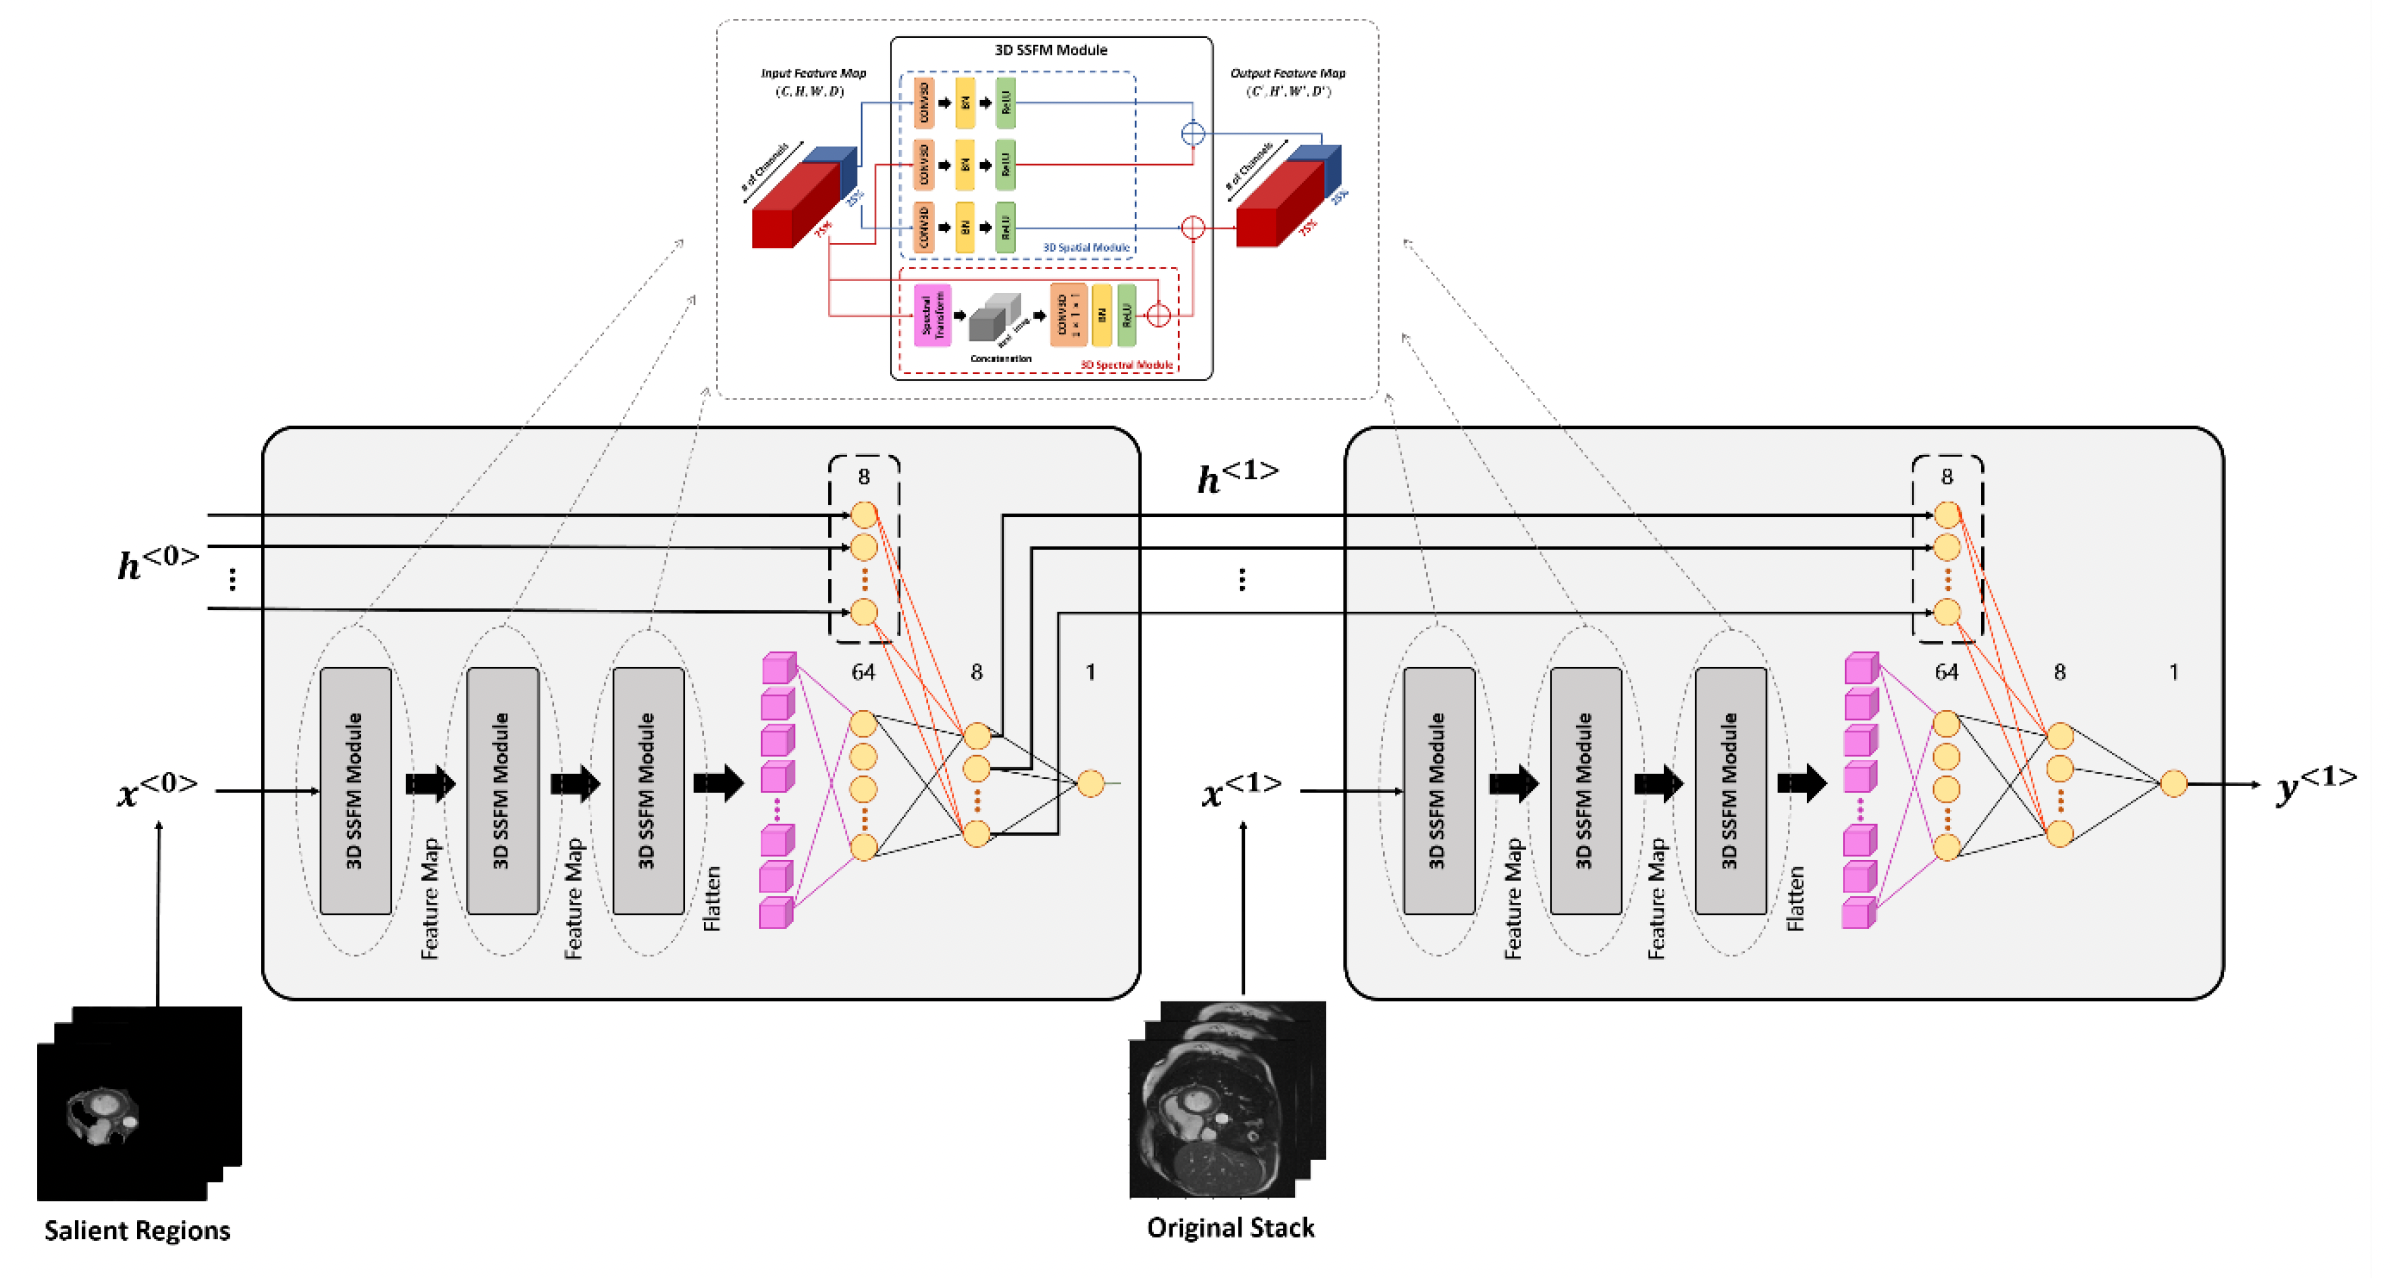 3D SSFM Module
Input Feature Map
(C, H, W, D)
Output Feature Map
(C', H', W', D')
# of Channels
25%
75%
CONV3D
BN
ReLU
CONV3D
BN
ReLU
CONV3D
BN
ReLU
3D Spatial Module
# of Channels
25%
75%
Spectral
Transform
Real
Imag
Concatenation
CONV3D
1 × 1 × 1
BN
ReLU
3D Spectral Module
h<0>
⋮
8
64
8
1
x<0>
3D SSFM Module
Feature Map
3D SSFM Module
Feature Map
3D SSFM Module
Flatten
Salient Regions
h<1>
⋮
8
64
8
1
x<1>
3D SSFM Module
Feature Map
3D SSFM Module
Feature Map
3D SSFM Module
Flatten
y<1>
Original Stack